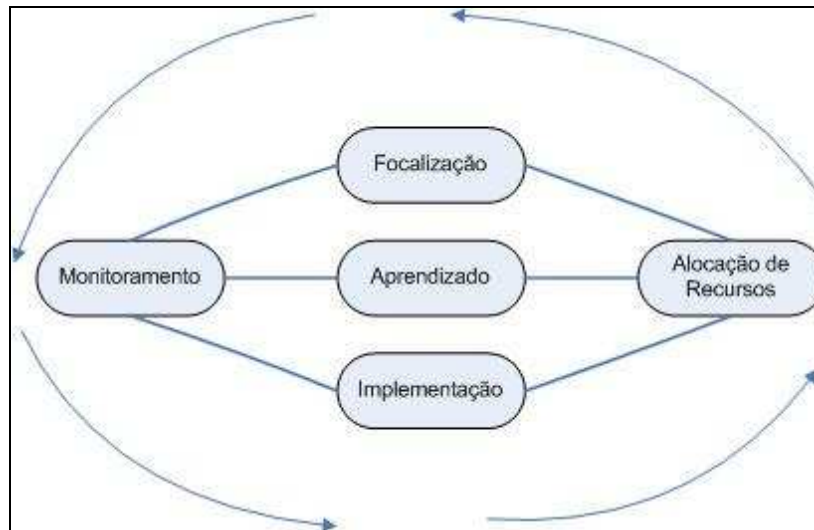 Focalização
Monitoramento
Aprendizado
Alocação de
Recursos
Implementação